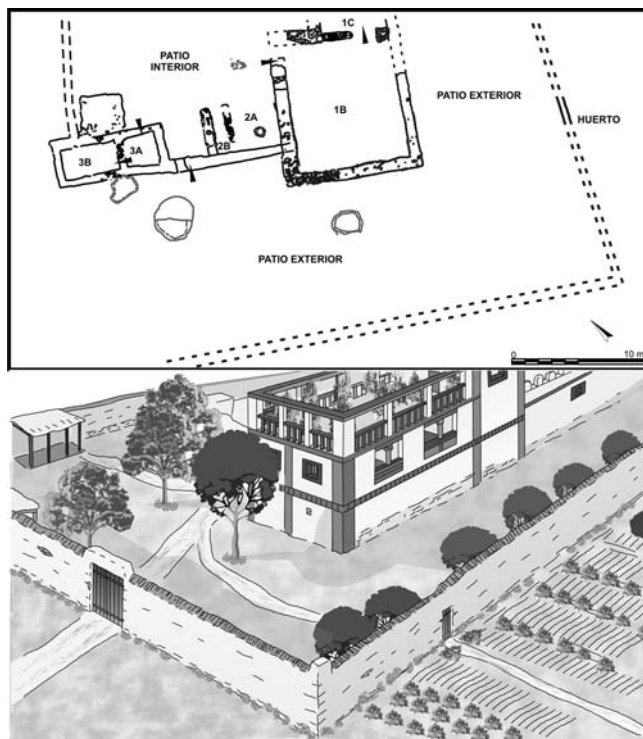 1C
PATIO
INTERIOR
PATIO EXTERIOR
1B
HUERTO
2A
2B
3A
3B
PATIO EXTERIOR
0 10 m